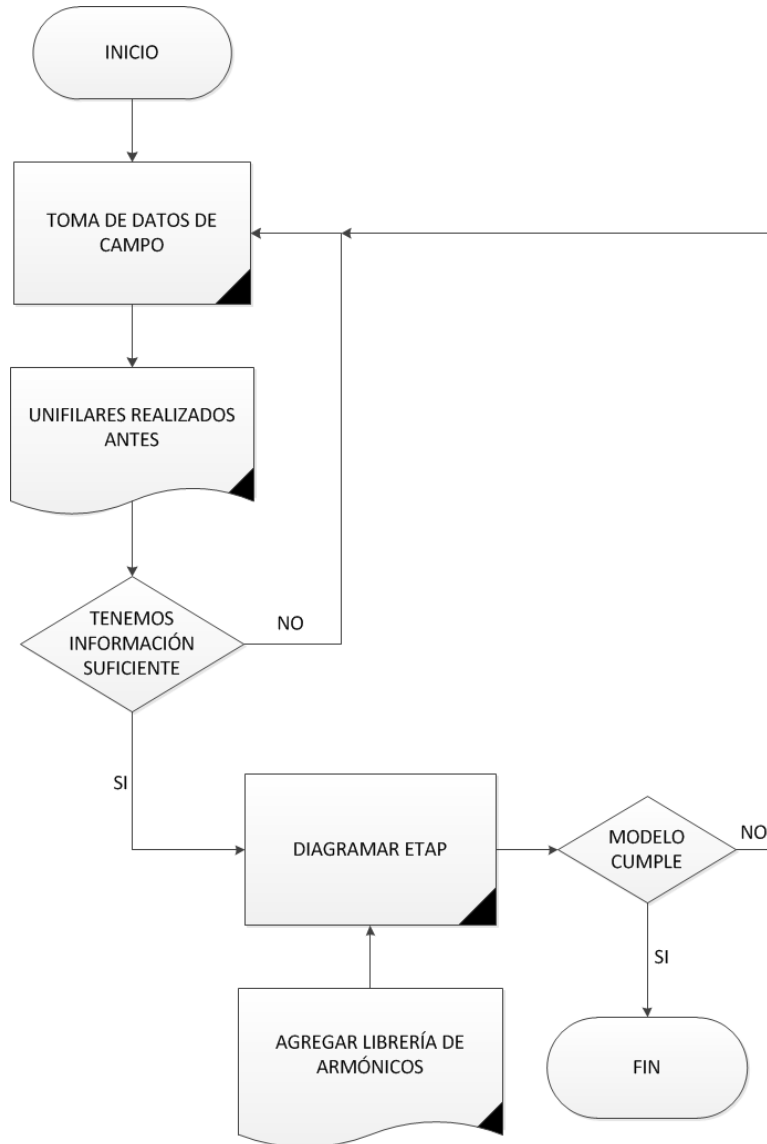 INICIO
TOMA DE DATOS DE
CAMPO
UNIFILARES REALIZADOS
ANTES
TENEMOS
INFORMACIÓN
SUFICIENTE
NO
SI
DIAGRAMAR ETAP
MODELO
CUMPLE
NO
SI
AGREGAR LIBRERÍA DE
ARMÓNICOS
FIN